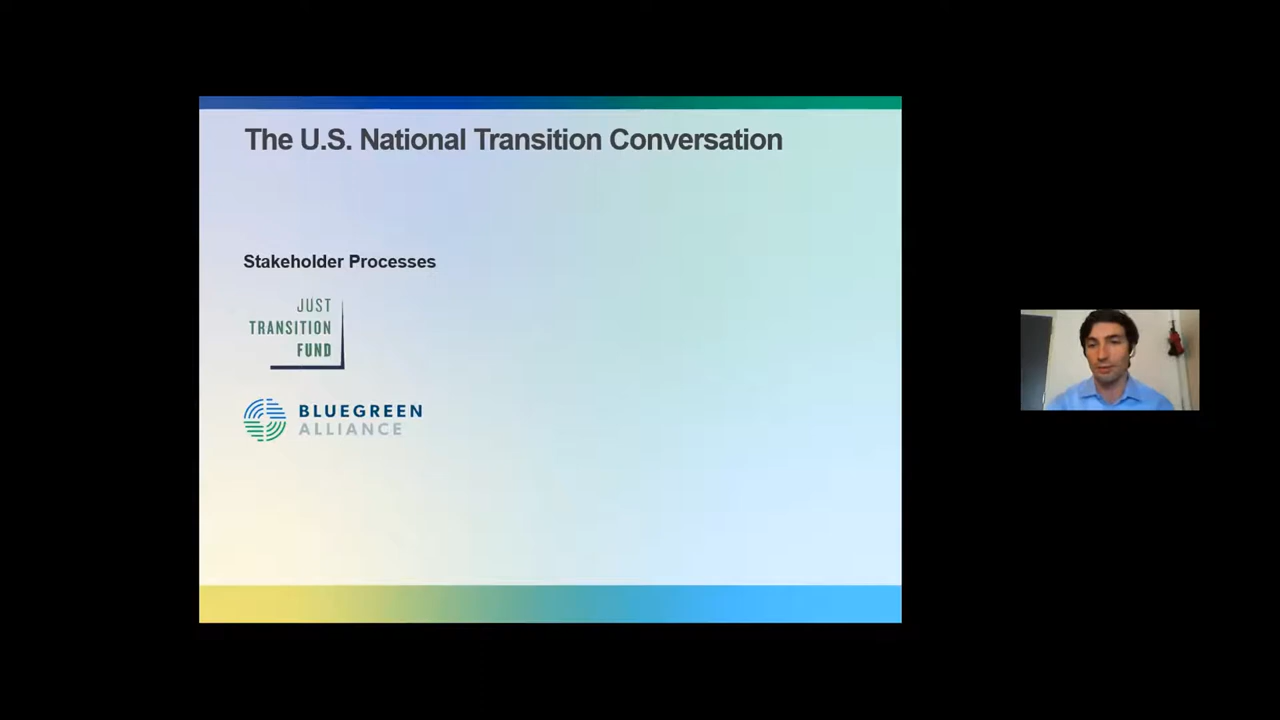 The U.S. National Transition Conversation
Stakeholder Processes
JUST
TRANSITION
FUND
BLUEGREEN
ALLIANCE